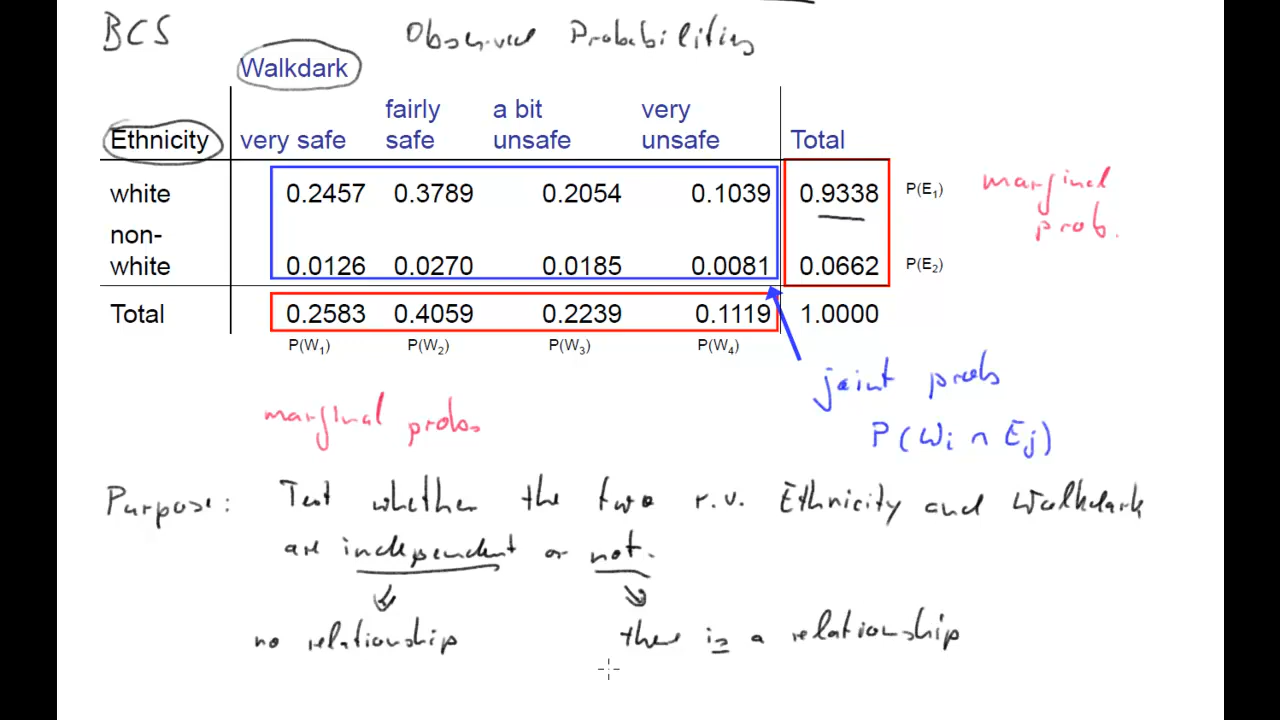 BCS Observed Probabilities
Walkdark
fairly a bit very
Ethnicity very safe safe unsafe unsafe Total
white 0.2457 0.3789 0.2054 0.1039 0.9338 P(E₁) marginal
non- prob.
white 0.0126 0.0270 0.0185 0.0081 0.0662 P(E₂)
Total 0.2583 0.4059 0.2239 0.1119 1.0000
P(W₁) P(W₂) P(W₃) P(W₄)
joint probs
marginal probs P(Wi ∩ Ej)
Purpose: Test whether the two r.v. Ethnicity and Walkdark
are independent or not.
no relationship there is a relationship